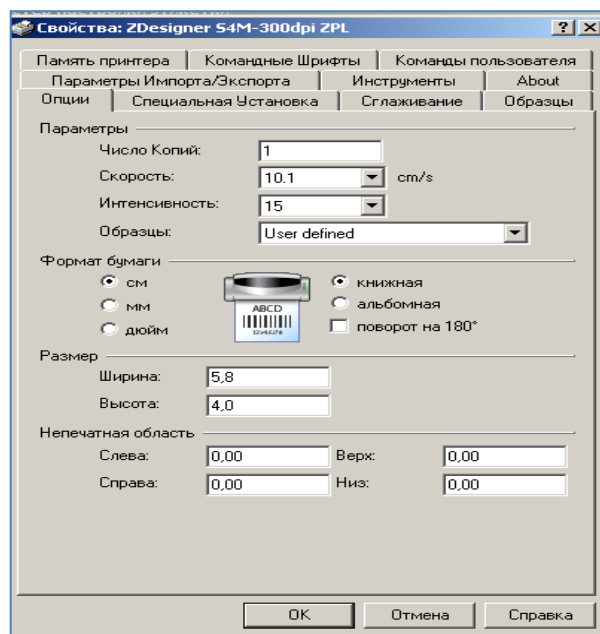 Свойства: ZDesigner S4M-300dpi ZPL
Память принтера Командные Шрифты Команды пользователя
Параметры Импорта/Экспорта Инструменты About
Опции Специальная Установка Сглаживание Образцы
Параметры
Число Копий: 1
Скорость: 10.1 cm/s
Интенсивность: 15
Образцы: User defined
Формат бумаги
см
мм
дюйм
ABCD
книжная
альбомная
поворот на 180°
Размер
Ширина: 5,8
Высота: 4,0
Непечатная область
Слева: 0,00 Верх: 0,00
Справа: 0,00 Низ: 0,00
OK Отмена Справка